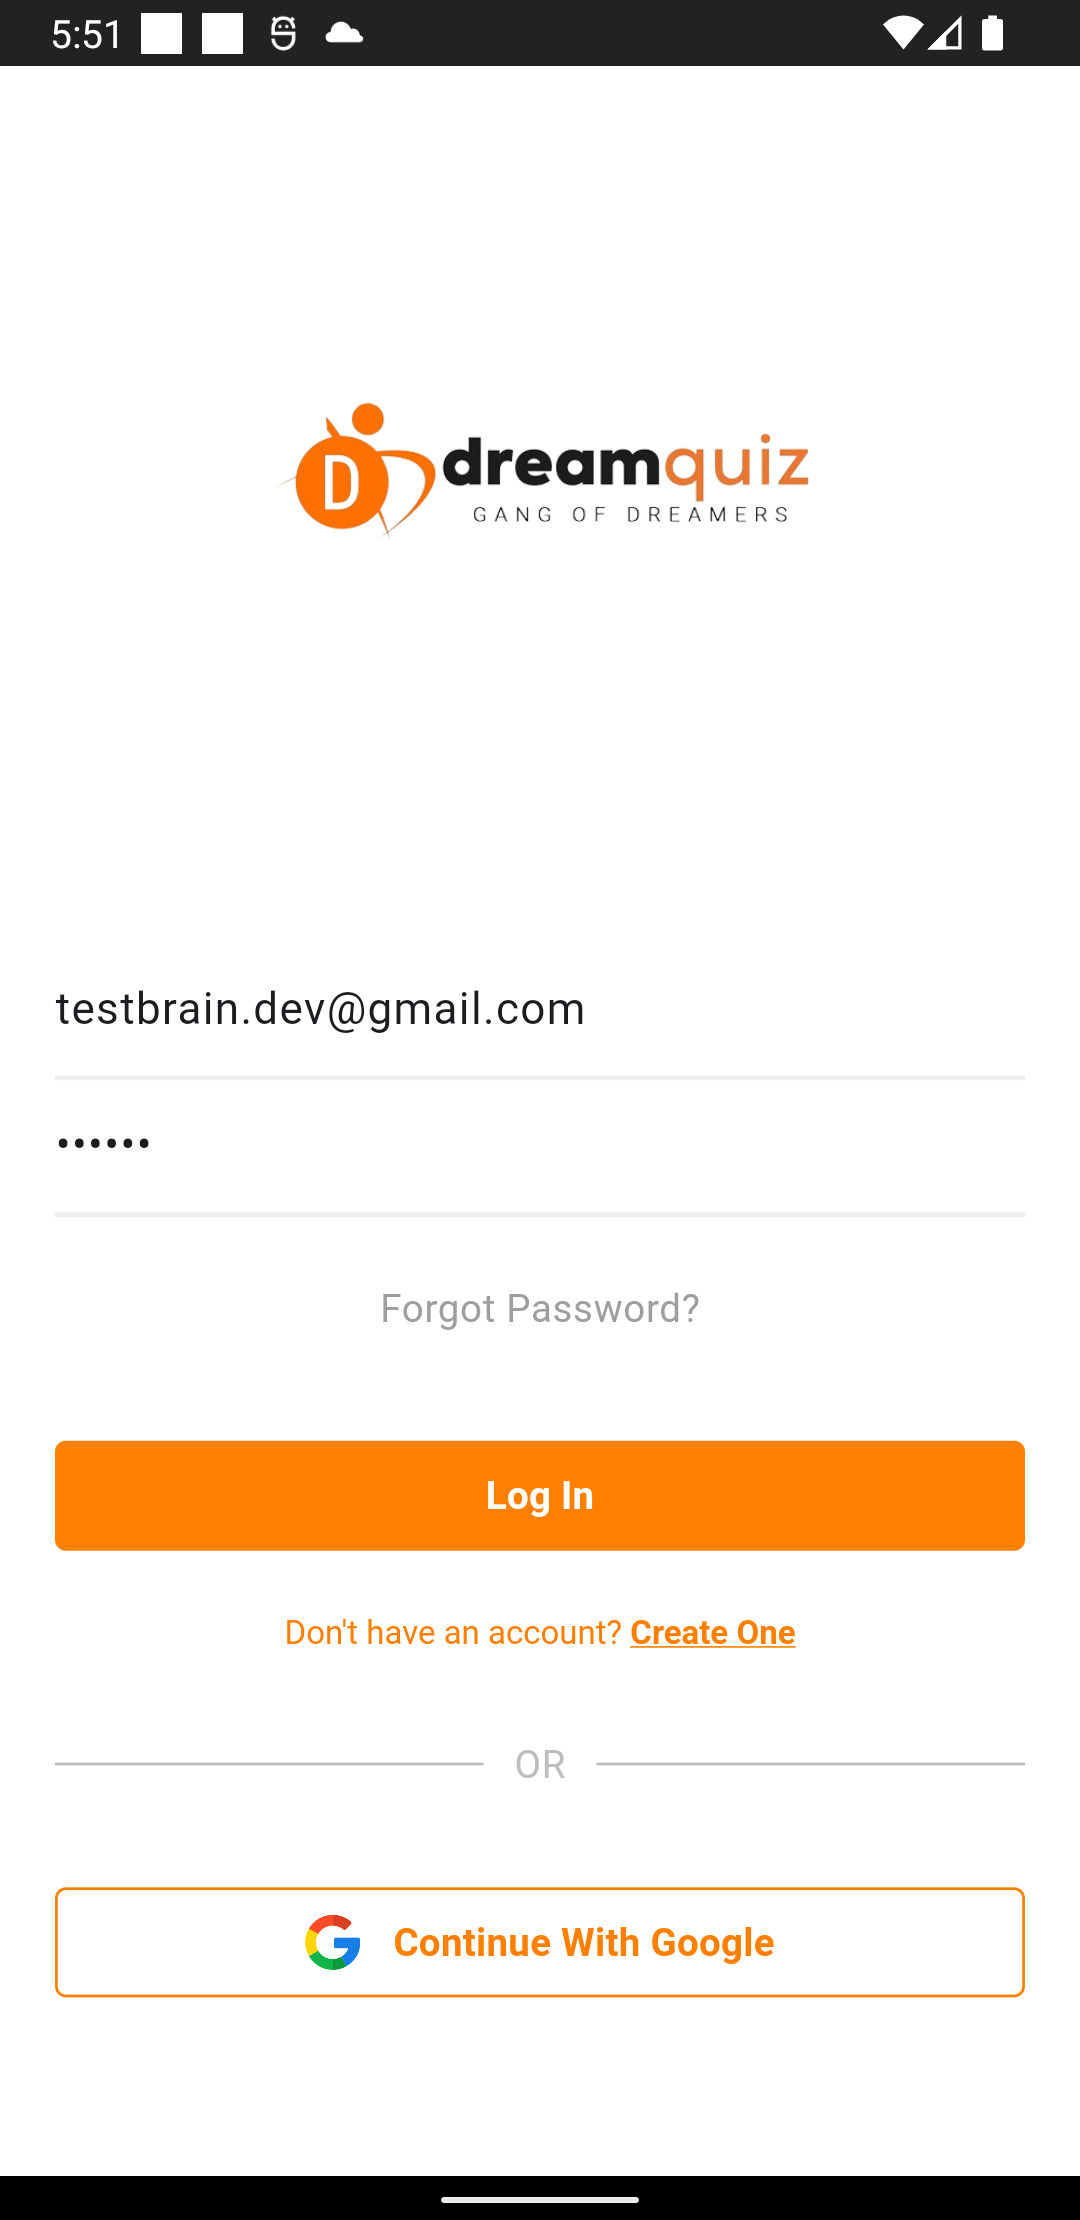 5:51
D
dreamquiz
GANG OF DREAMERS
testbrain.dev@gmail.com
••••••
Forgot Password?
Log In
Don't have an account? Create One
OR
Continue With Google